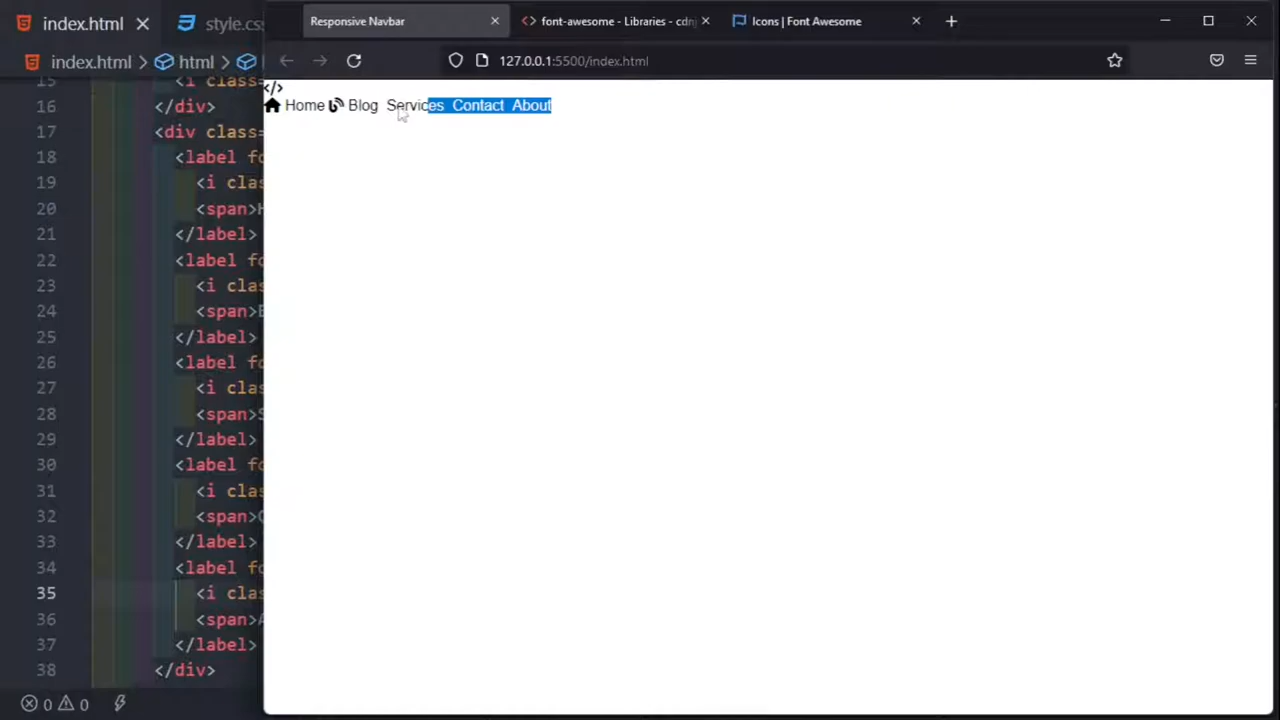 index.html
style.css
Responsive Navbar
font-awesome - Libraries - cdnj
Icons | Font Awesome
index.html > html >
127.0.0.1:5500/index.html
</>
Home Blog Services Contact About
15 <i class=
16 </div>
17 <div class=
18 <label fo
19 <i clas
20 <span>H
21 </label>
22 <label fo
23 <i clas
24 <span>B
25 </label>
26 <label fo
27 <i clas
28 <span>S
29 </label>
30 <label fo
31 <i clas
32 <span>C
33 </label>
34 <label fo
35 <i clas
36 <span>A
37 </label>
38 </div>
0 0